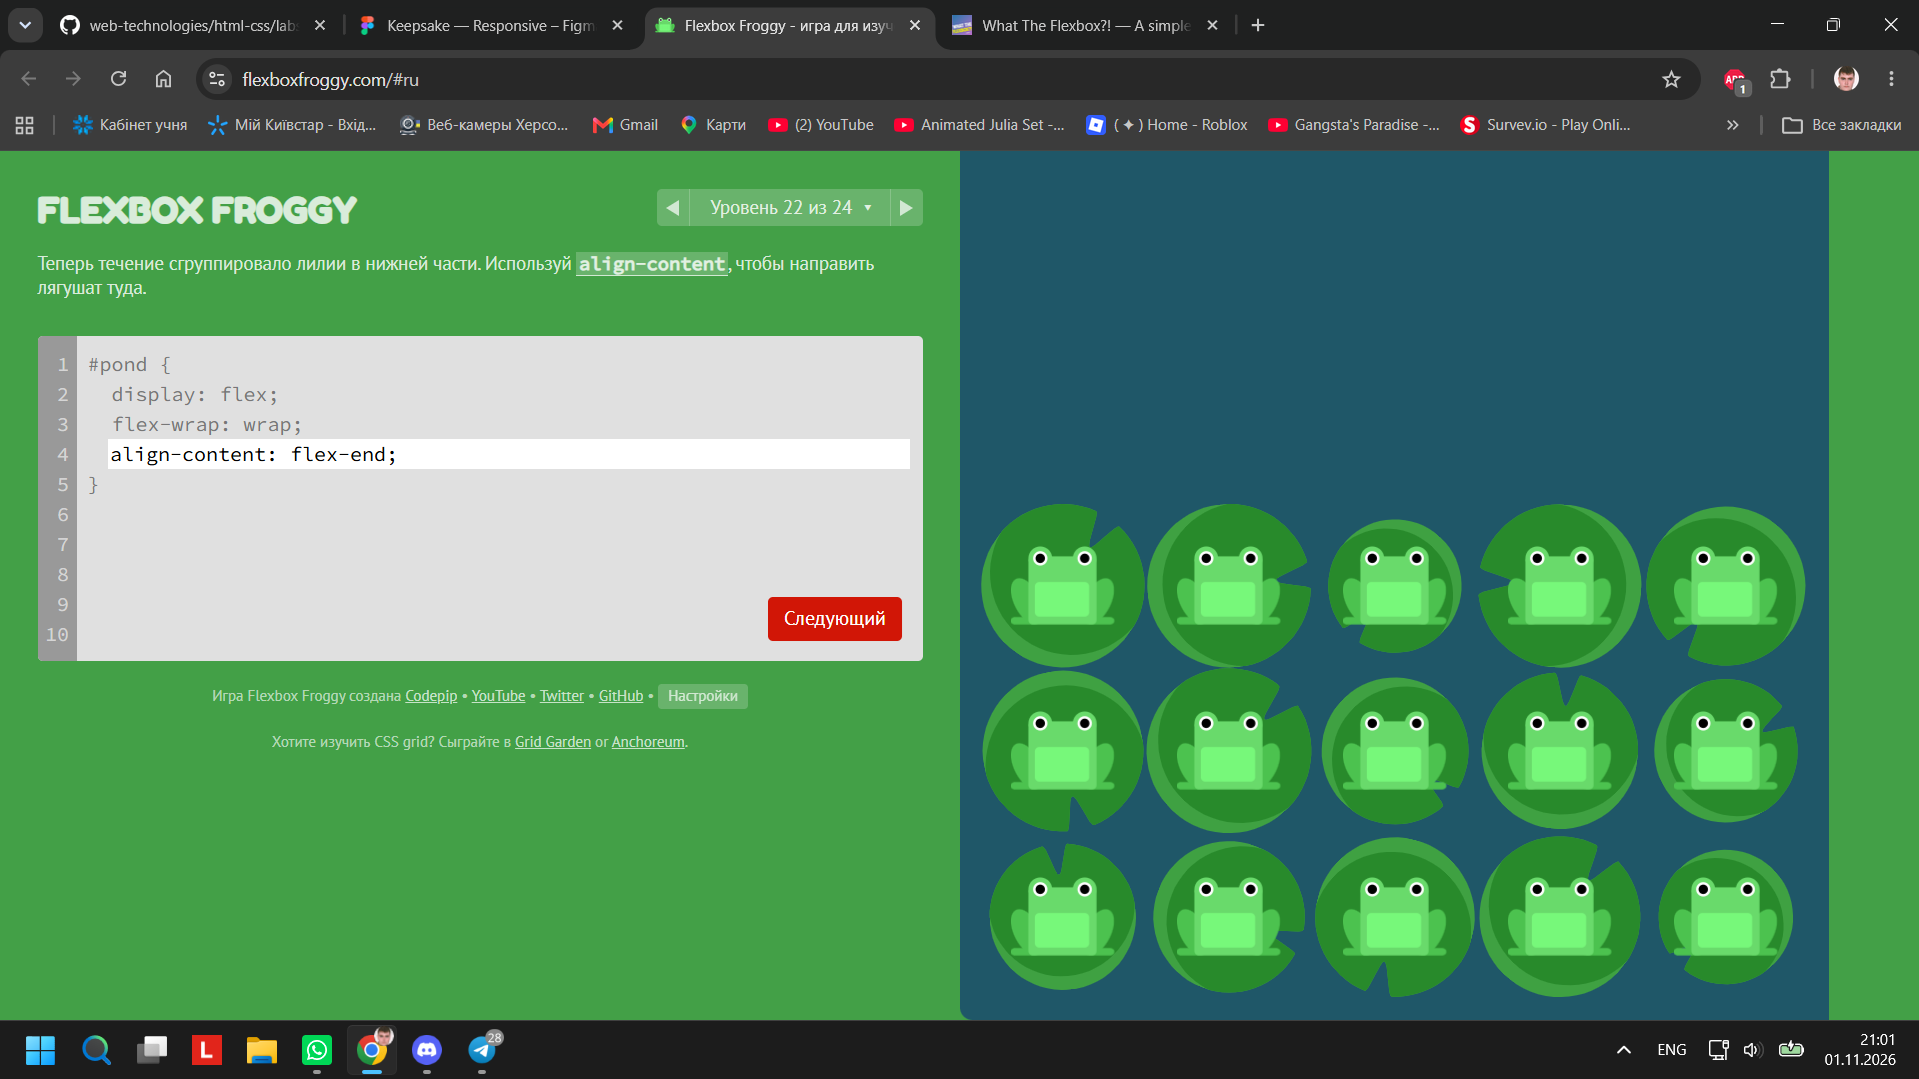 web-technologies/html-css/lab
Keepsake — Responsive – Figm
Flexbox Froggy - игра для изуч
What The Flexbox?! — A simple
flexboxfroggy.com/#ru
1
Кабінет учня
Мій Київстар - Вхід...
Веб-камеры Херсо...
Gmail
Карти
(2) YouTube
Animated Julia Set -...
( ✦ ) Home - Roblox
Gangsta's Paradise -...
Survev.io - Play Onli...
Все закладки
FLEXBOX FROGGY
Уровень 22 из 24
Теперь течение сгруппировало лилии в нижней части. Используй align-content, чтобы направить
лягушат туда.
1 #pond {
2 display: flex;
3 flex-wrap: wrap;
4 align-content: flex-end;
5 }
6
7
8
9
10
Следующий
Игра Flexbox Froggy создана Codepip • YouTube • Twitter • GitHub • Настройки
Хотите изучить CSS grid? Сыграйте в Grid Garden or Anchoreum.
L
28
ENG
21:01
01.11.2026